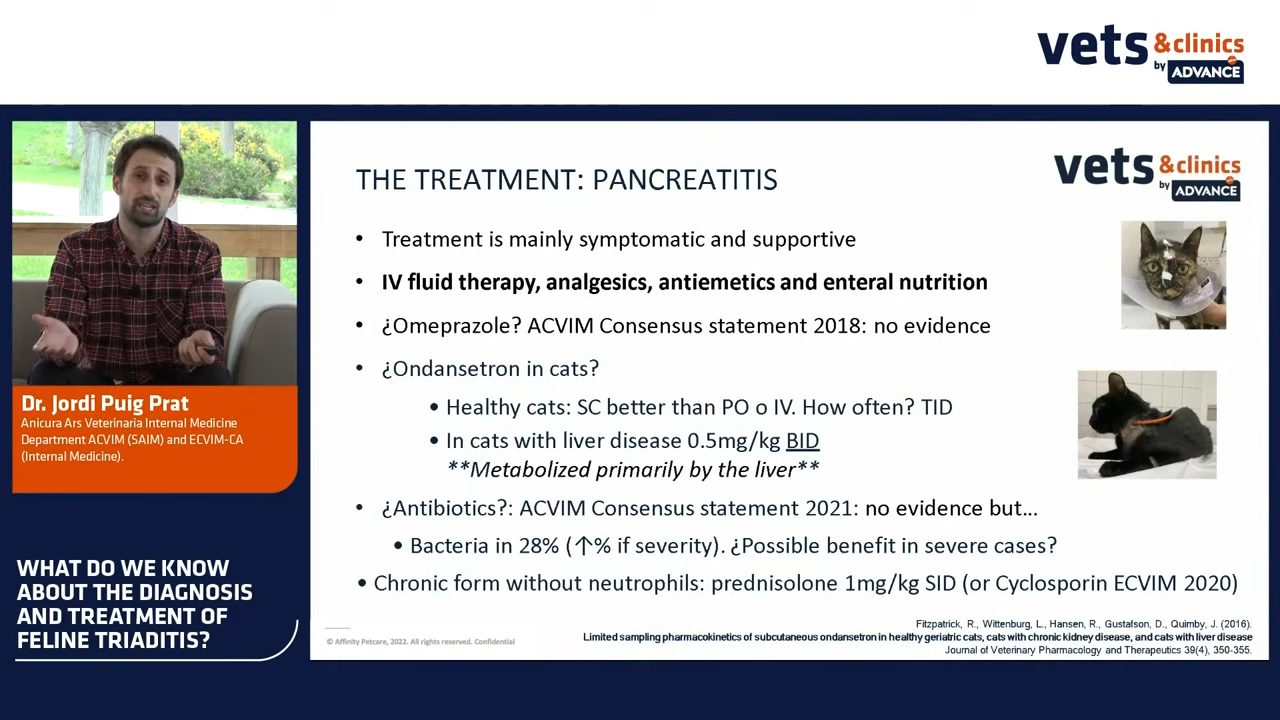 vets &clinics
by ADVANCE
vets &clinics
by ADVANCE
THE TREATMENT: PANCREATITIS
• Treatment is mainly symptomatic and supportive
• IV fluid therapy, analgesics, antiemetics and enteral nutrition
• ¿Omeprazole? ACVIM Consensus statement 2018: no evidence
• ¿Ondansetron in cats?
• Healthy cats: SC better than PO o IV. How often? TID
• In cats with liver disease 0.5mg/kg BID
**Metabolized primarily by the liver**
• ¿Antibiotics?: ACVIM Consensus statement 2021: no evidence but...
• Bacteria in 28% (↑% if severity). ¿Possible benefit in severe cases?
• Chronic form without neutrophils: prednisolone 1mg/kg SID (or Cyclosporin ECVIM 2020)
© Affinity Petcare, 2022. All rights reserved. Confidential
Fitzpatrick, R., Wittenburg, L., Hansen, R., Gustafson, D., Quimby, J. (2016).
Limited sampling pharmacokinetics of subcutaneous ondansetron in healthy geriatric cats, cats with chronic kidney disease, and cats with liver disease
Journal of Veterinary Pharmacology and Therapeutics 39(4), 350-355.
Dr. Jordi Puig Prat
Anicura Ars Veterinaria Internal Medicine
Department ACVIM (SAIM) and ECVIM-CA
(Internal Medicine).
WHAT DO WE KNOW
ABOUT THE DIAGNOSIS
AND TREATMENT OF
FELINE TRIADITIS?